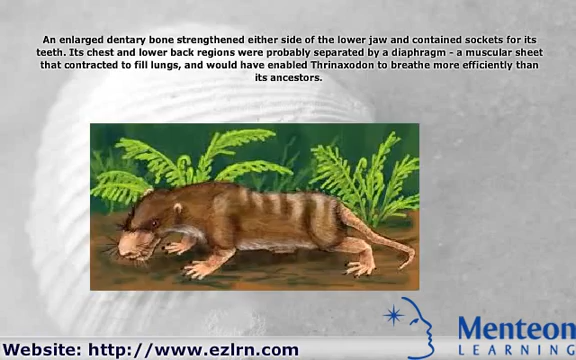 An enlarged dentary bone strengthened either side of the lower jaw and contained sockets for its
teeth. Its chest and lower back regions were probably separated by a diaphragm - a muscular sheet
that contracted to fill lungs, and would have enabled Thrinaxodon to breathe more efficiently than
its ancestors.
Menteon
LEARNING
Website: http://www.ezlrn.com